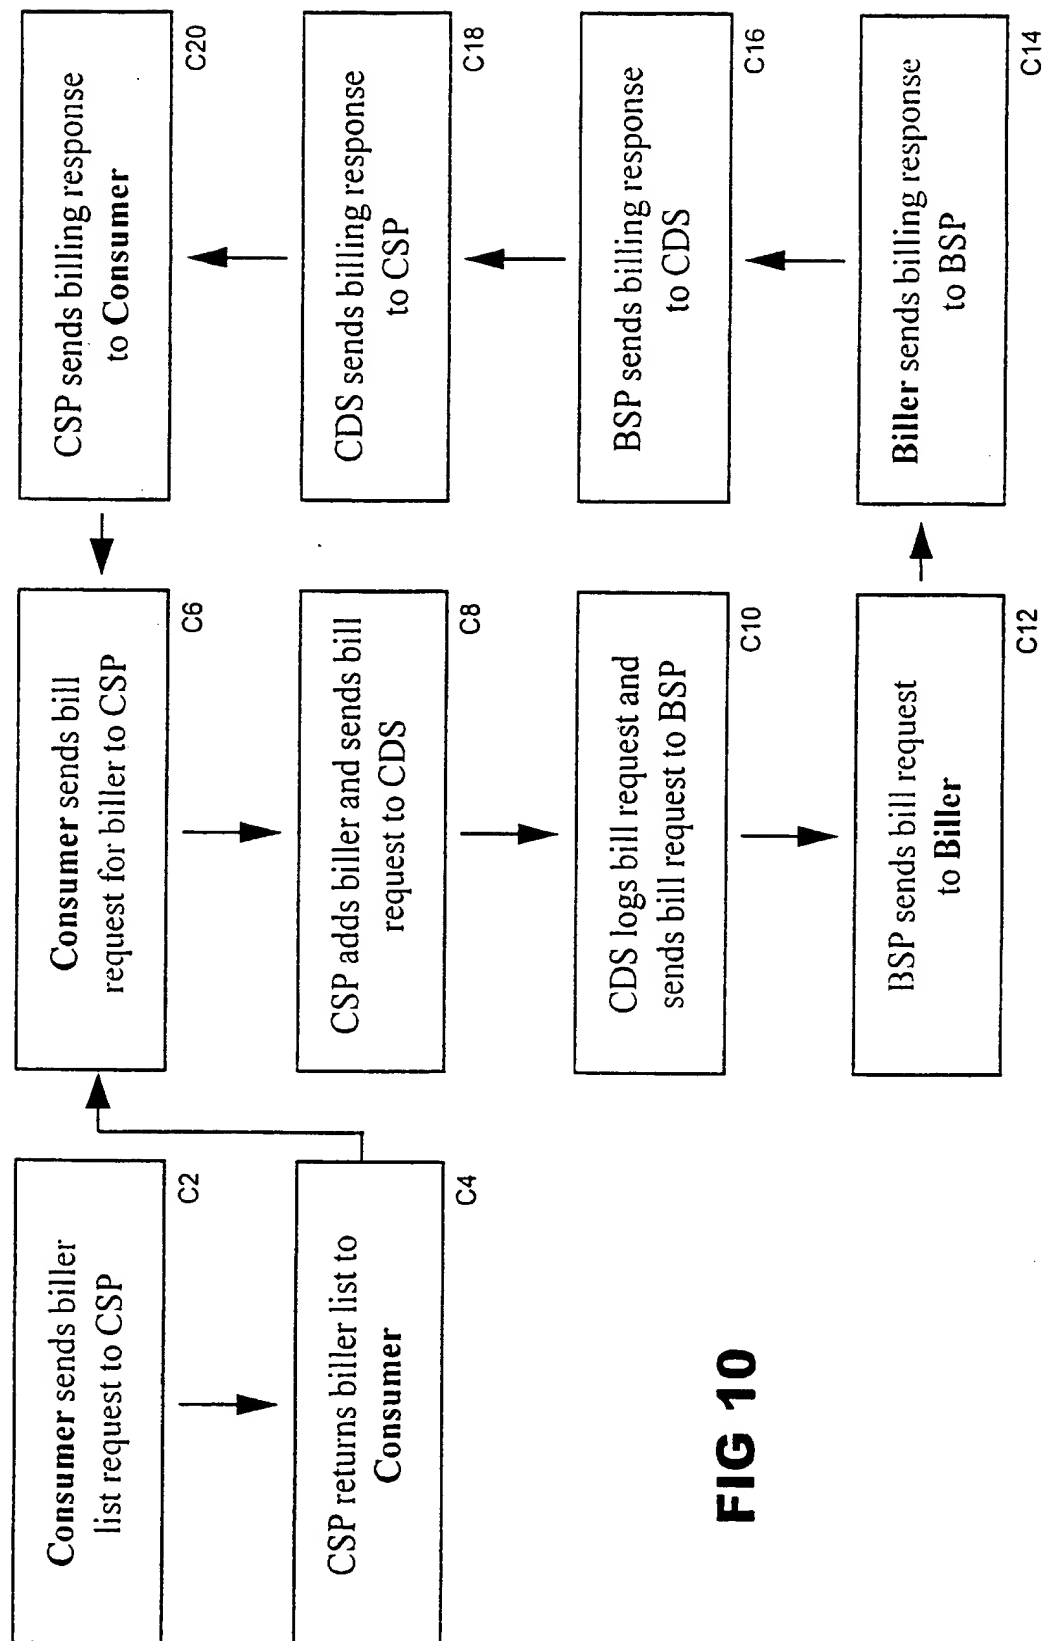 Consumer sends biller
list request to CSP
C2
CSP returns biller list to
Consumer
C4
Consumer sends bill
request for biller to CSP
C6
CSP adds biller and sends bill
request to CDS
C8
CDS logs bill request and
sends bill request to BSP
C10
BSP sends bill request
to Biller
C12
Biller sends billing response
to BSP
C14
BSP sends billing response
to CDS
C16
CDS sends billing response
to CSP
C18
CSP sends billing response
to Consumer
C20
FIG 10